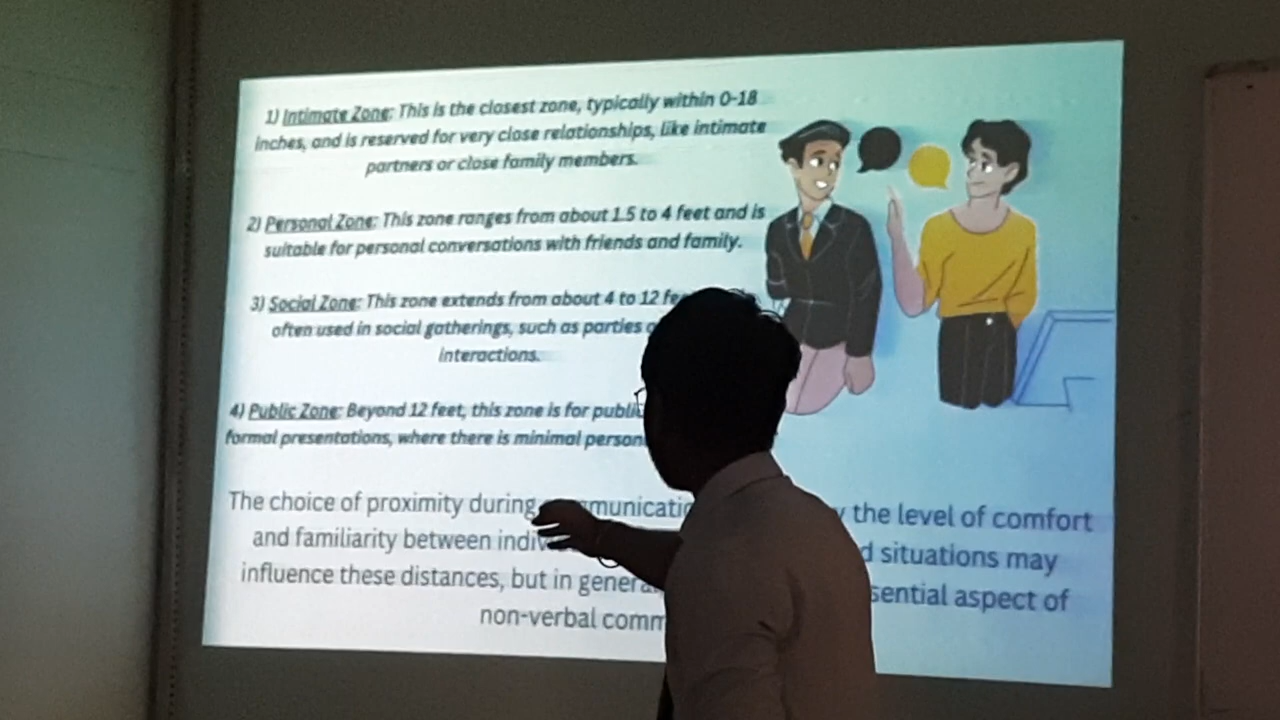 1) Intimate Zone: This is the closest zone, typically within 0-18
inches, and is reserved for very close relationships, like intimate
partners or close family members.
2) Personal Zone: This zone ranges from about 1.5 to 4 feet and is
suitable for personal conversations with friends and family.
3) Social Zone: This zone extends from about 4 to 12
often used in social gatherings, such as parties
interactions.
4) Public Zone: Beyond 12 feet, this zone is for
formal presentations, where there is minimal
The choice of proximity during the level of comfort
and familiarity between situations may
influence these distances, but in aspect of
non-verbal